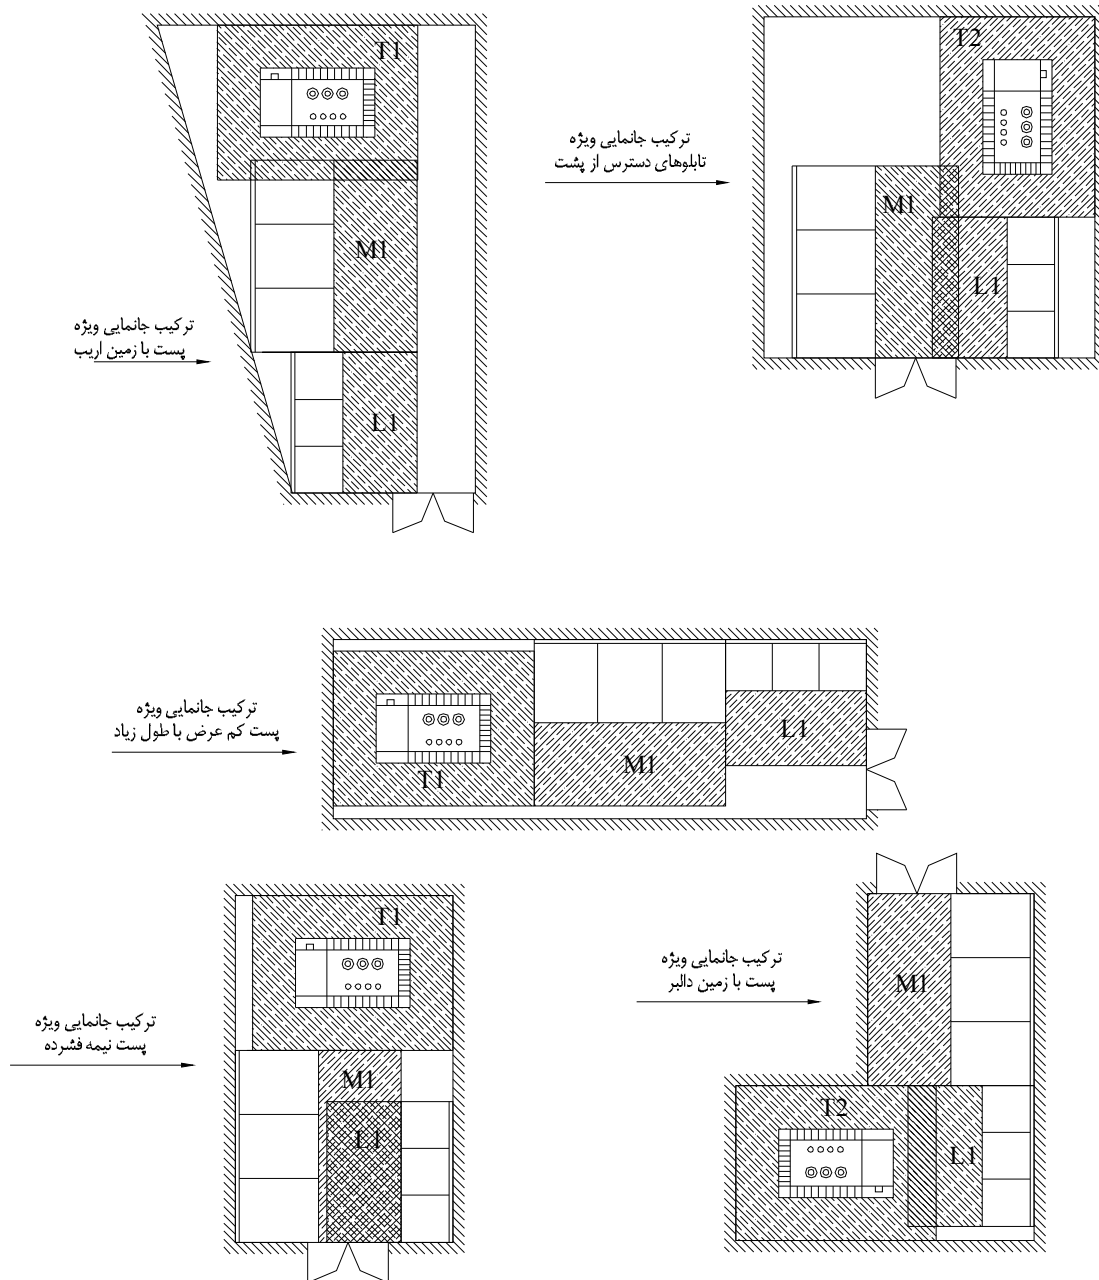 T1
M1
L1
ترکیب جانمایی ویژه
پست با زمین اریب
ترکیب جانمایی ویژه
تابلوهای دسترس از پشت
T2
M1
L1
ترکیب جانمایی ویژه
پست کم عرض با طول زیاد
T1
M1
L1
ترکیب جانمایی ویژه
پست نیمه فشرده
T1
M1
L1
ترکیب جانمایی ویژه
پست با زمین دالبر
M1
T2
L1